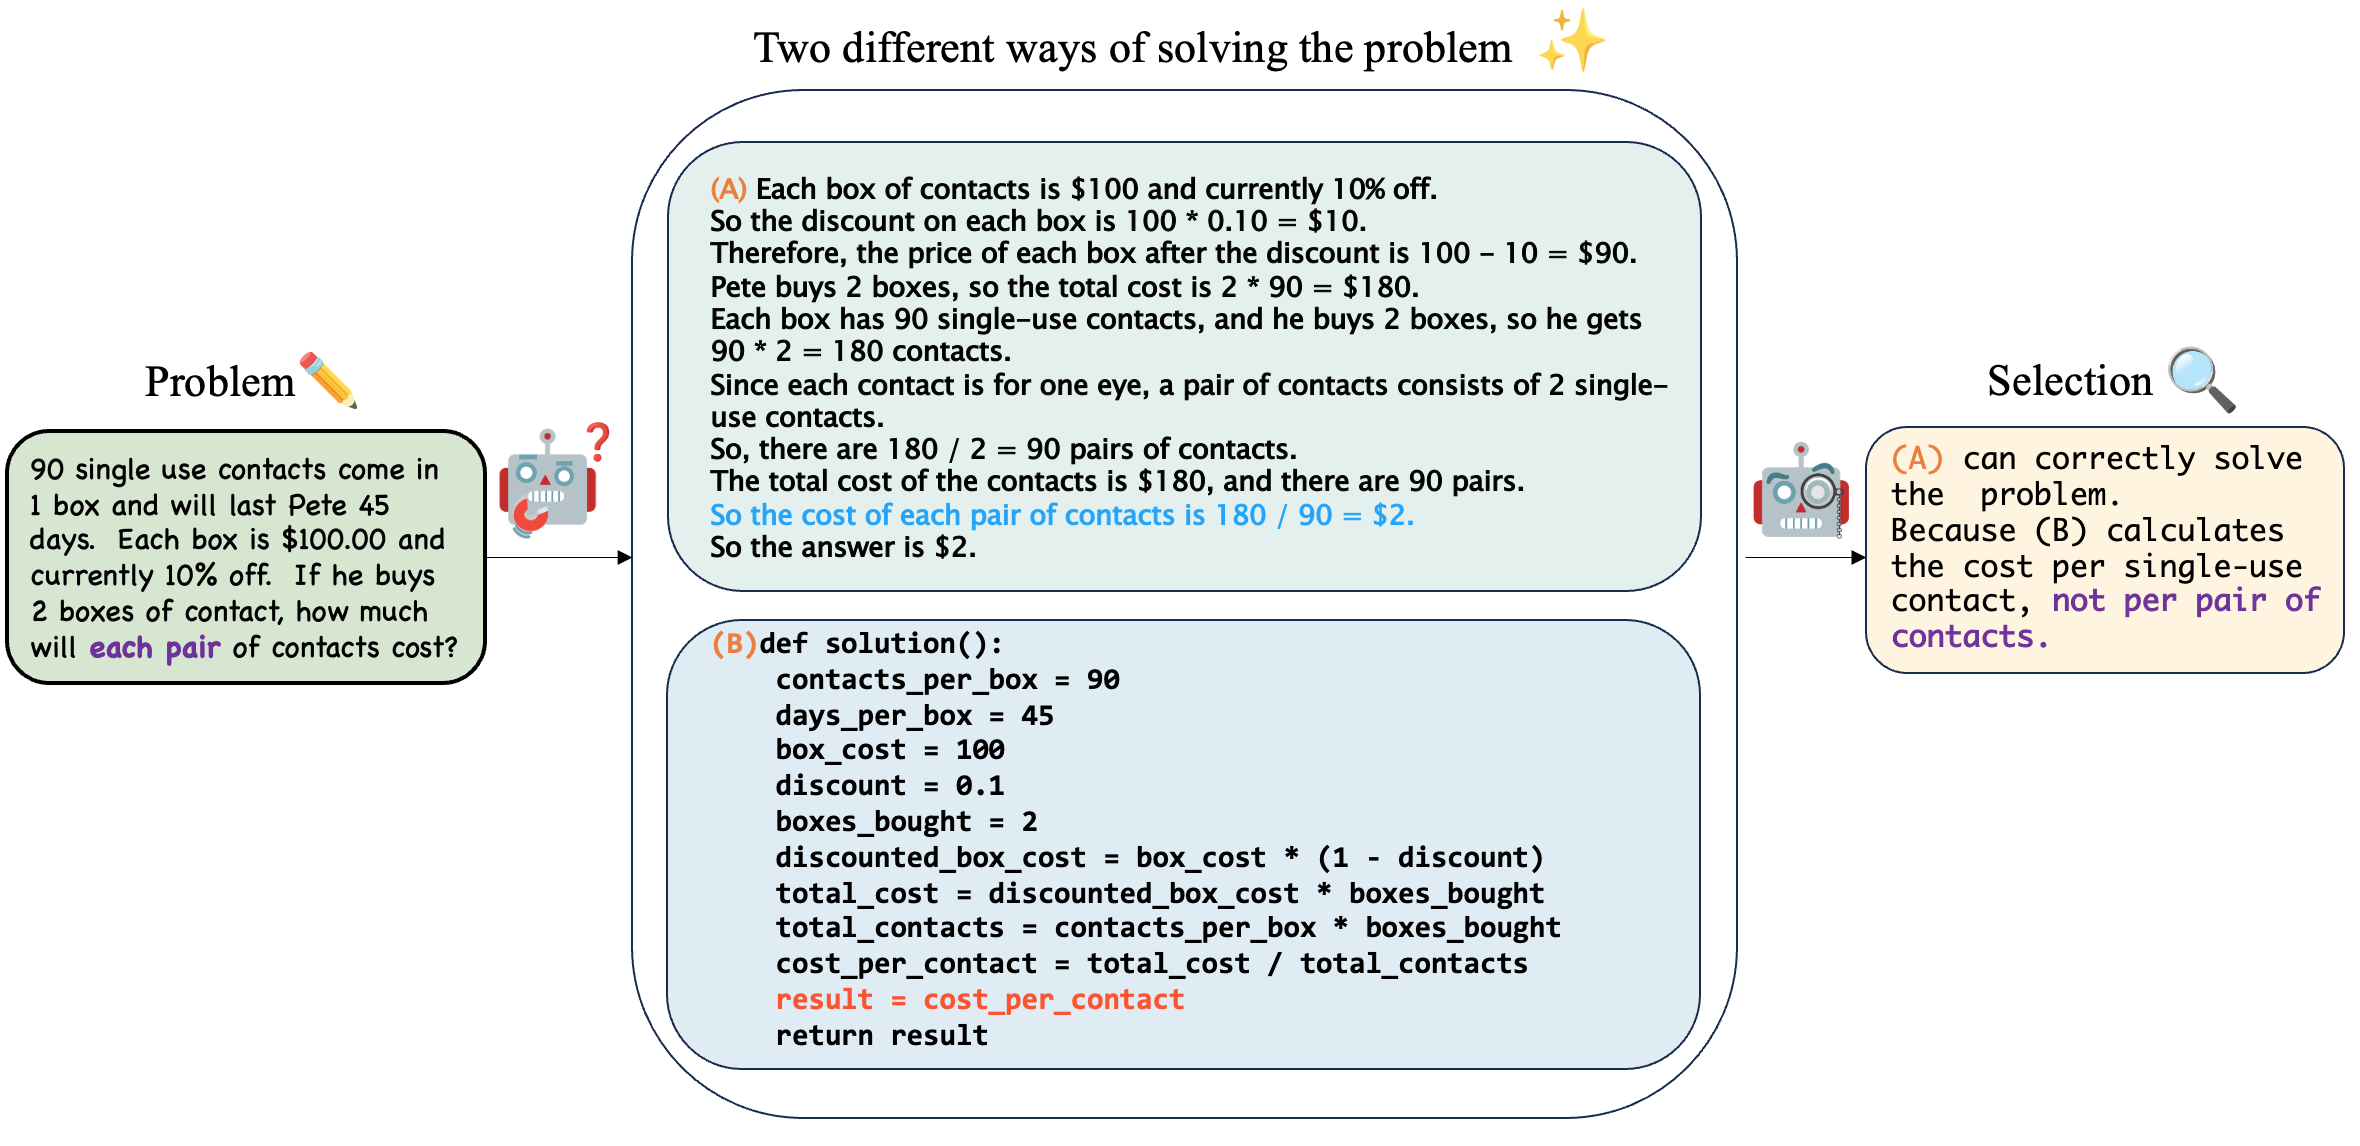 Two different ways of solving the problem
Problem
90 single use contacts come in
1 box and will last Pete 45
days. Each box is $100.00 and
currently 10% off. If he buys
2 boxes of contact, how much
will each pair of contacts cost?
?
(A) Each box of contacts is $100 and currently 10% off.
So the discount on each box is 100 * 0.10 = $10.
Therefore, the price of each box after the discount is 100 – 10 = $90.
Pete buys 2 boxes, so the total cost is 2 * 90 = $180.
Each box has 90 single–use contacts, and he buys 2 boxes, so he gets
90 * 2 = 180 contacts.
Since each contact is for one eye, a pair of contacts consists of 2 single–
use contacts.
So, there are 180 / 2 = 90 pairs of contacts.
The total cost of the contacts is $180, and there are 90 pairs.
So the cost of each pair of contacts is 180 / 90 = $2.
So the answer is $2.
(B)def solution():
contacts_per_box = 90
days_per_box = 45
box_cost = 100
discount = 0.1
boxes_bought = 2
discounted_box_cost = box_cost * (1 - discount)
total_cost = discounted_box_cost * boxes_bought
total_contacts = contacts_per_box * boxes_bought
cost_per_contact = total_cost / total_contacts
result = cost_per_contact
return result
Selection
(A) can correctly solve
the problem.
Because (B) calculates
the cost per single-use
contact, not per pair of
contacts.